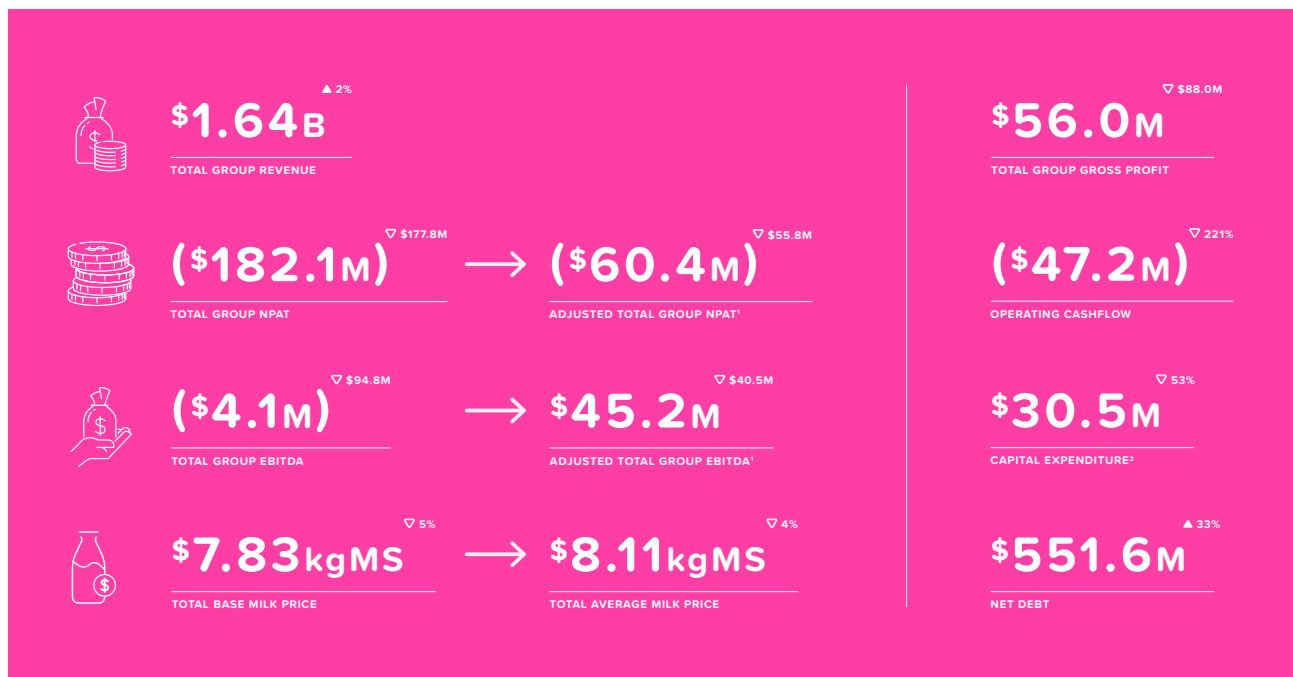 ▲ 2%
$1.64B
TOTAL GROUP REVENUE
▽ $177.8M
($182.1M)
TOTAL GROUP NPAT
▽ $55.8M
($60.4M)
ADJUSTED TOTAL GROUP NPAT¹
▽ $94.8M
($4.1M)
TOTAL GROUP EBITDA
▽ $40.5M
$45.2M
ADJUSTED TOTAL GROUP EBITDA¹
▽ 5%
$7.83kgMS
TOTAL BASE MILK PRICE
▽ 4%
$8.11kgMS
TOTAL AVERAGE MILK PRICE
▽ $88.0M
$56.0M
TOTAL GROUP GROSS PROFIT
▽ 221%
($47.2M)
OPERATING CASHFLOW
▽ 53%
$30.5M
CAPITAL EXPENDITURE²
▲ 33%
$551.6M
NET DEBT